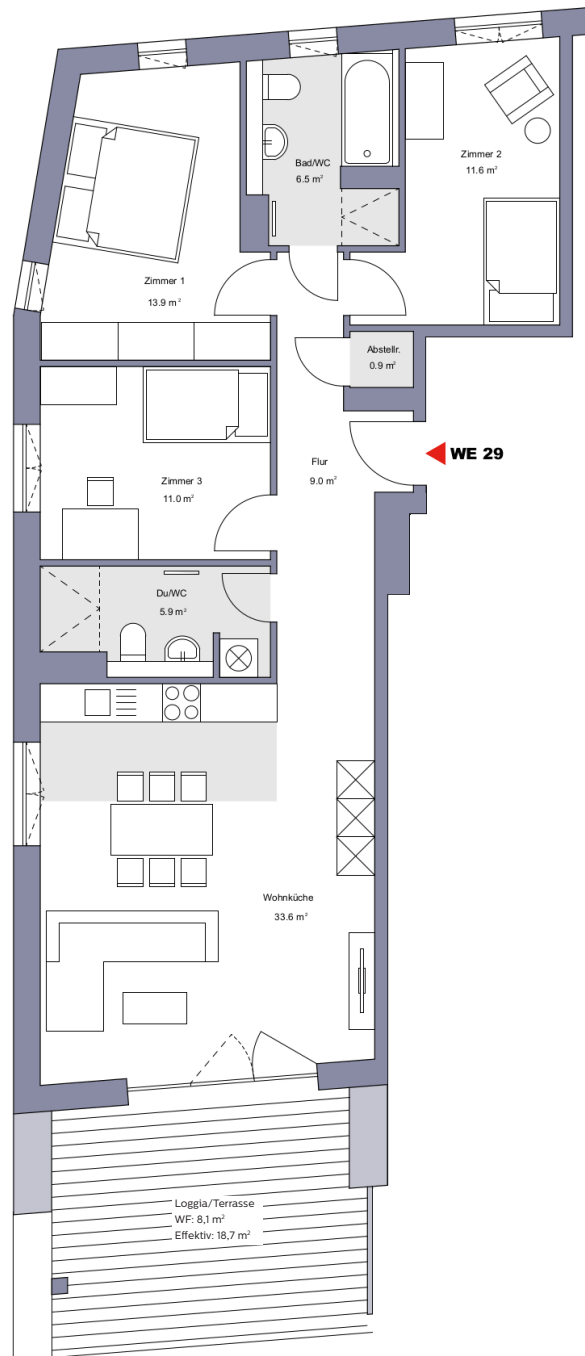 Bad/WC
6.5 m²
Zimmer 2
11.6 m²
Zimmer 1
13.9 m²
Abstellr.
0.9 m²
WE 29
Flur
9.0 m²
Zimmer 3
11.0 m²
Du/WC
5.9 m²
Wohnküche
33.6 m²
Loggia/Terrasse
WF: 8,1 m²
Effektiv: 18,7 m²